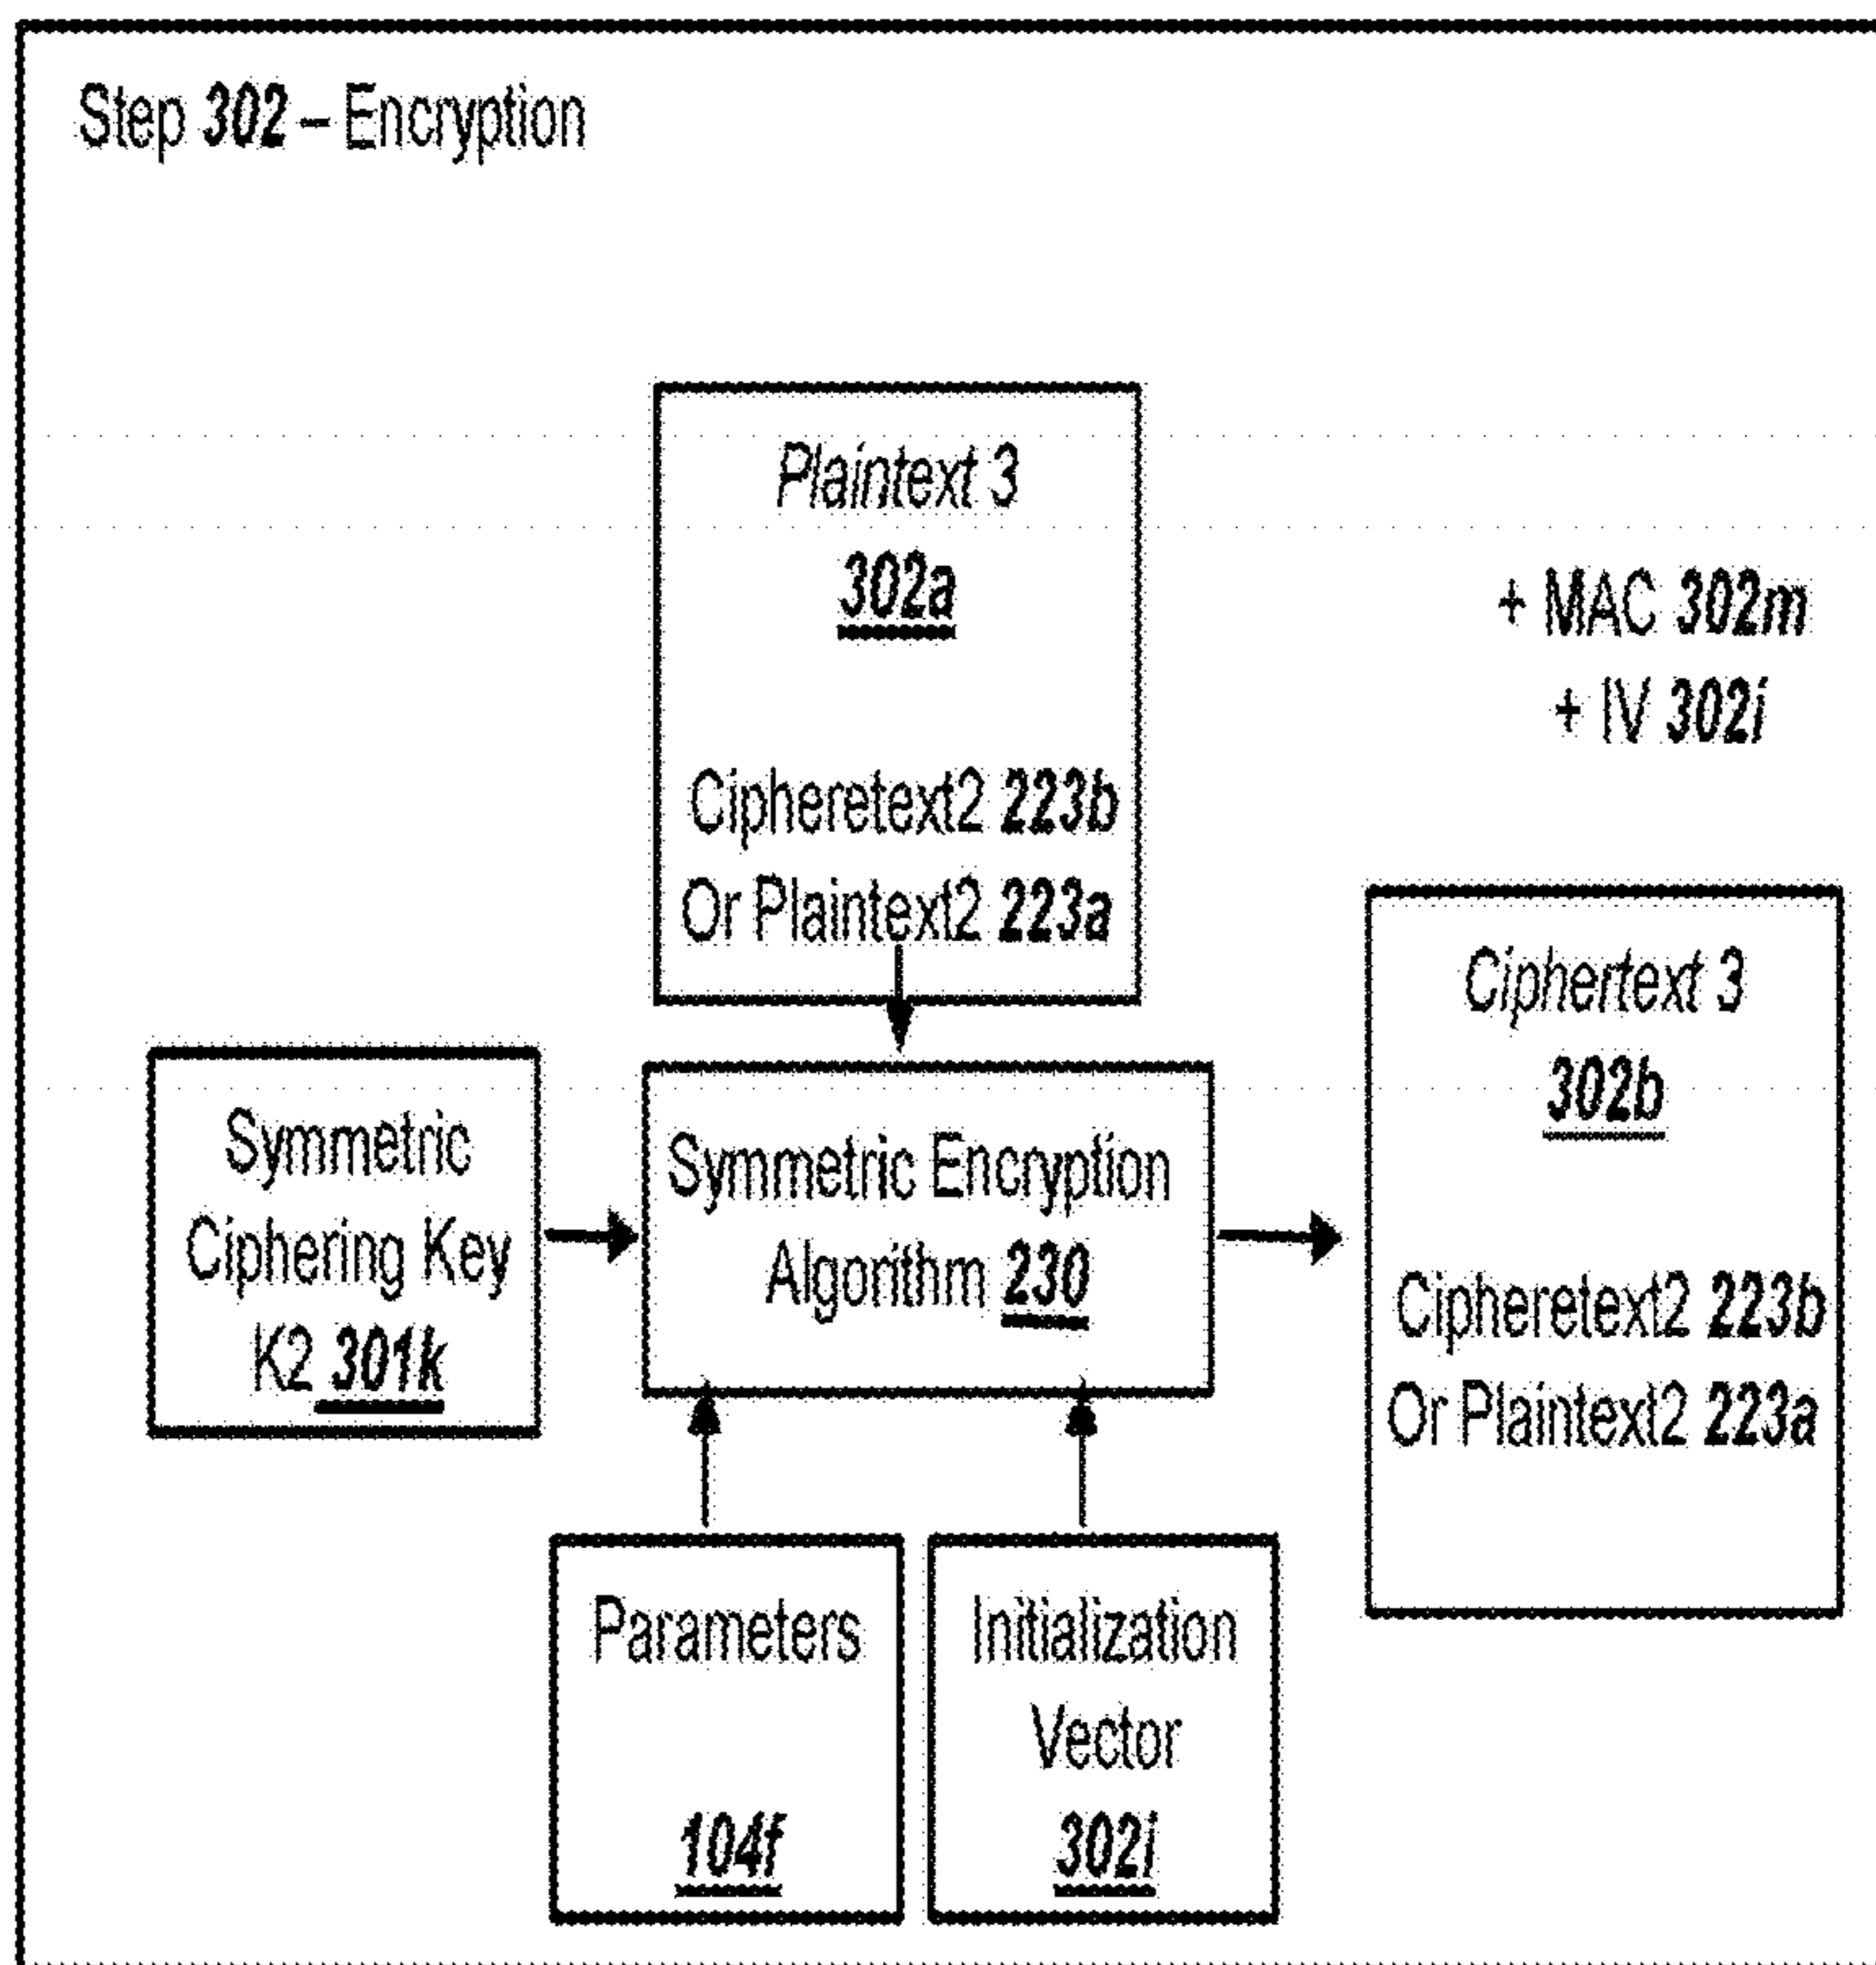 Step 302 – Encryption
Plaintext 3
302a
Cipheretext2 223b
Or Plaintext2 223a
+ MAC 302m
+ IV 302i
Symmetric
Ciphering Key
K2 301k
Symmetric Encryption
Algorithm 230
Ciphertext 3
302b
Cipheretext2 223b
Or Plaintext2 223a
Parameters
104f
Initialization
Vector
302i